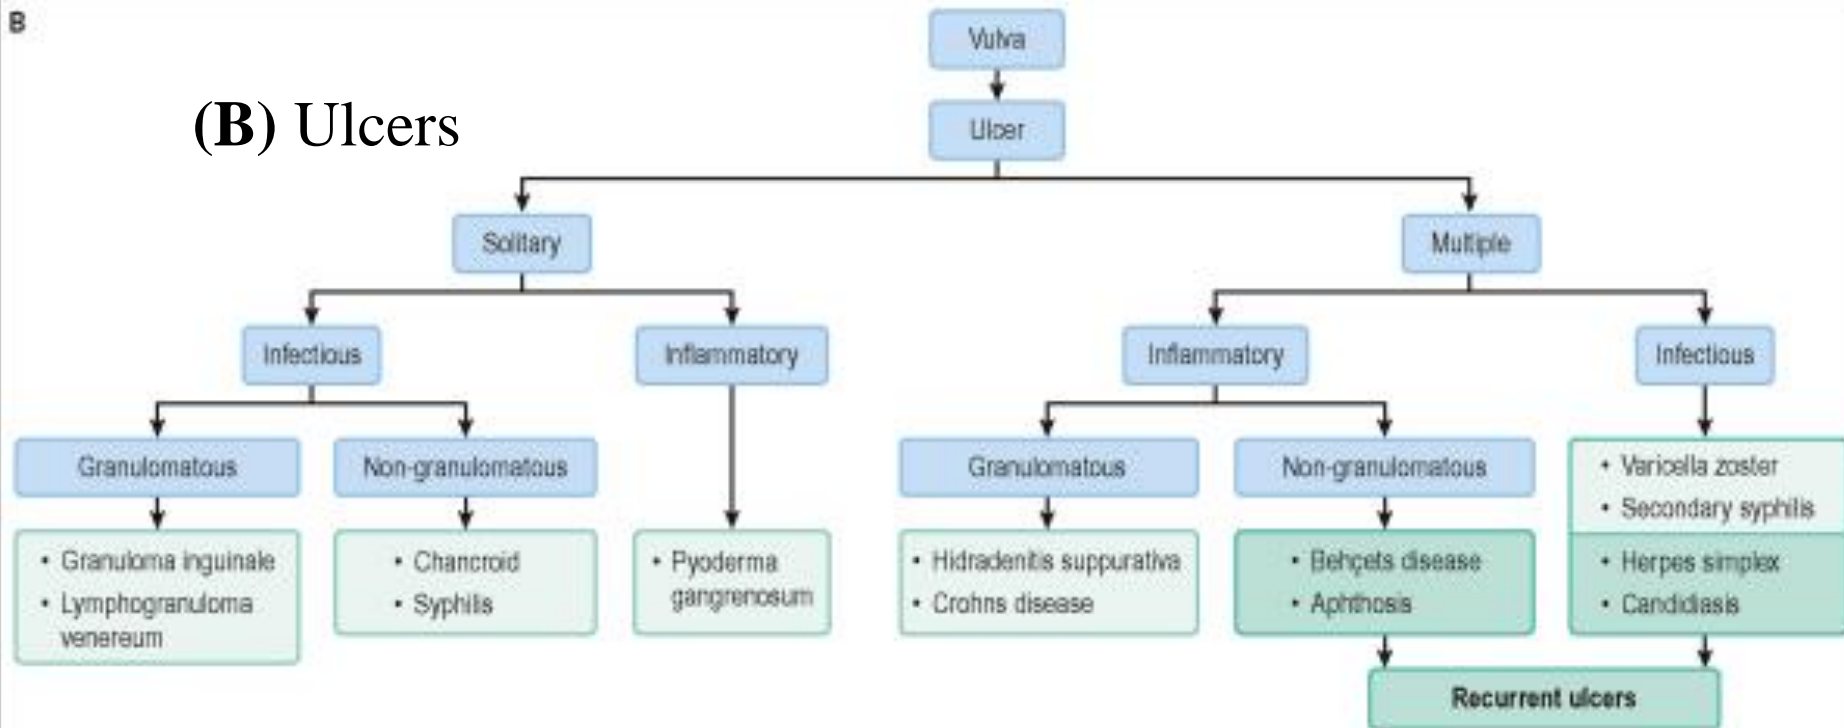 B
(B) Ulcers
Vulva
Ulcer
Solitary
Multiple
Infectious
Inflammatory
Inflammatory
Infectious
Granulomatous
Non-granulomatous
Granulomatous
Non-granulomatous
• Granuloma inguinale
• Lymphogranuloma
venereum
• Chancroid
• Syphilis
• Pyoderma
gangrenosum
• Hidradenitis suppurativa
• Crohns disease
• Behçets disease
• Aphthosis
• Varicella zoster
• Secondary syphilis
• Herpes simplex
• Candidiasis
Recurrent ulcers